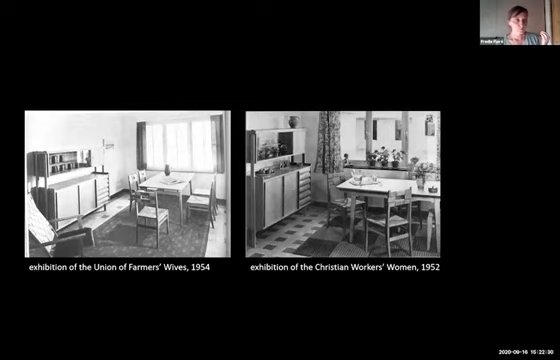 exhibition of the Union of Farmers' Wives, 1954
exhibition of the Christian Workers' Women, 1952
2020-09-16 15:22:30